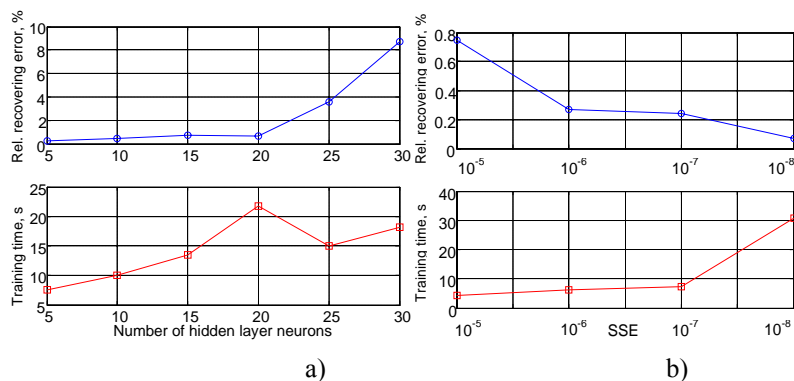 Rel. recovering error, %
10
8
6
4
2
0
5 10 15 20 25 30
Training time, s
25
20
15
10
5
5 10 15 20 25 30
Number of hidden layer neurons
a)
Rel. recovering error, %
0.8
0.6
0.4
0.2
0
10-5 10-6 10-7 10-8
Training time, s
40
30
20
10
0
10-5 10-6 SSE 10-7 10-8
b)